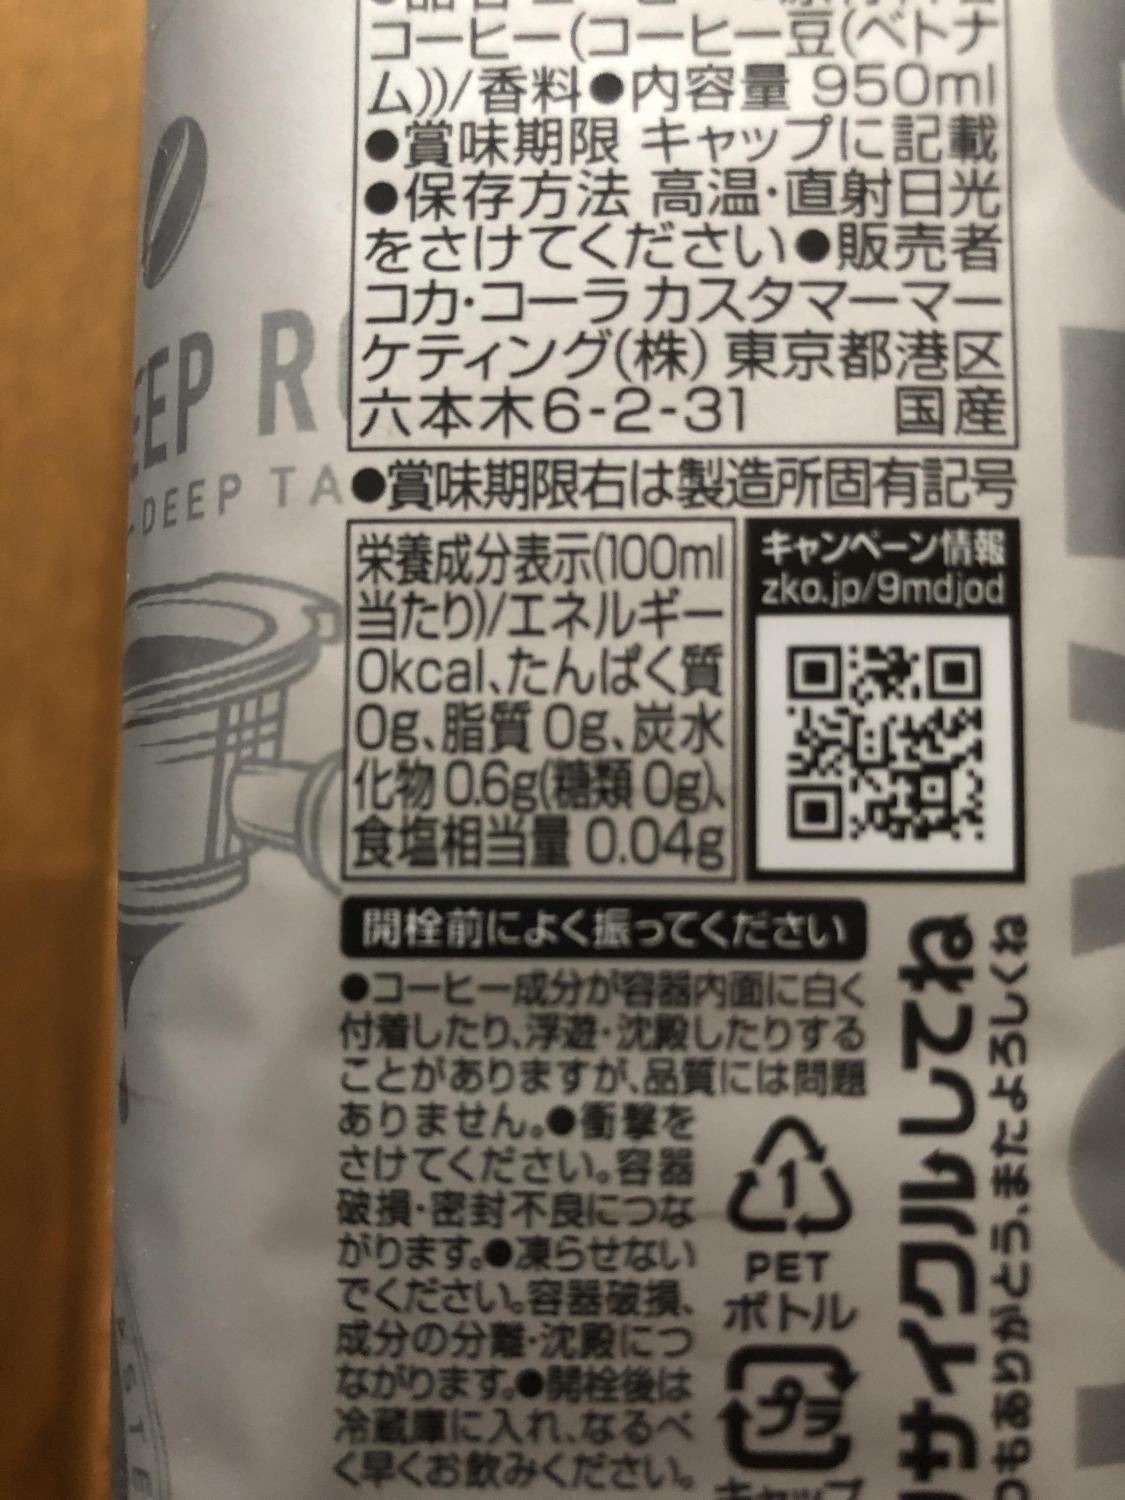 コーヒー(コーヒー豆(ベトナ
ム))/香料●内容量 950ml
●賞味期限 キャップに記載
●保存方法 高温・直射日光
をさけてください●販売者
コカ・コーラ カスタマーマー
ケティング(株) 東京都港区
六本木6-2-31 国産
●賞味期限右は製造所固有記号
栄養成分表示(100ml
当たり)/エネルギー
0kcal、たんぱく質
0g、脂質 0g、炭水
化物 0.6g(糖類 0g)、
食塩相当量 0.04g
キャンペーン情報
zko.jp/9mdjod
開栓前によく振ってください
●コーヒー成分が容器内面に白く
付着したり、浮遊・沈殿したりする
ことがありますが、品質には問題
ありません。●衝撃を
さけてください。容器
破損・密封不良につな
がります。●凍らせない
でください。容器破損、
成分の分離・沈殿につ
ながります。●開栓後は
冷蔵庫に入れ、なるべ
く早くお飲みください。
1
PET
ボトル
プラ
キャップ
サイクルしてね
つもありがとう、またよろしくね
EEP R
DEEP TA